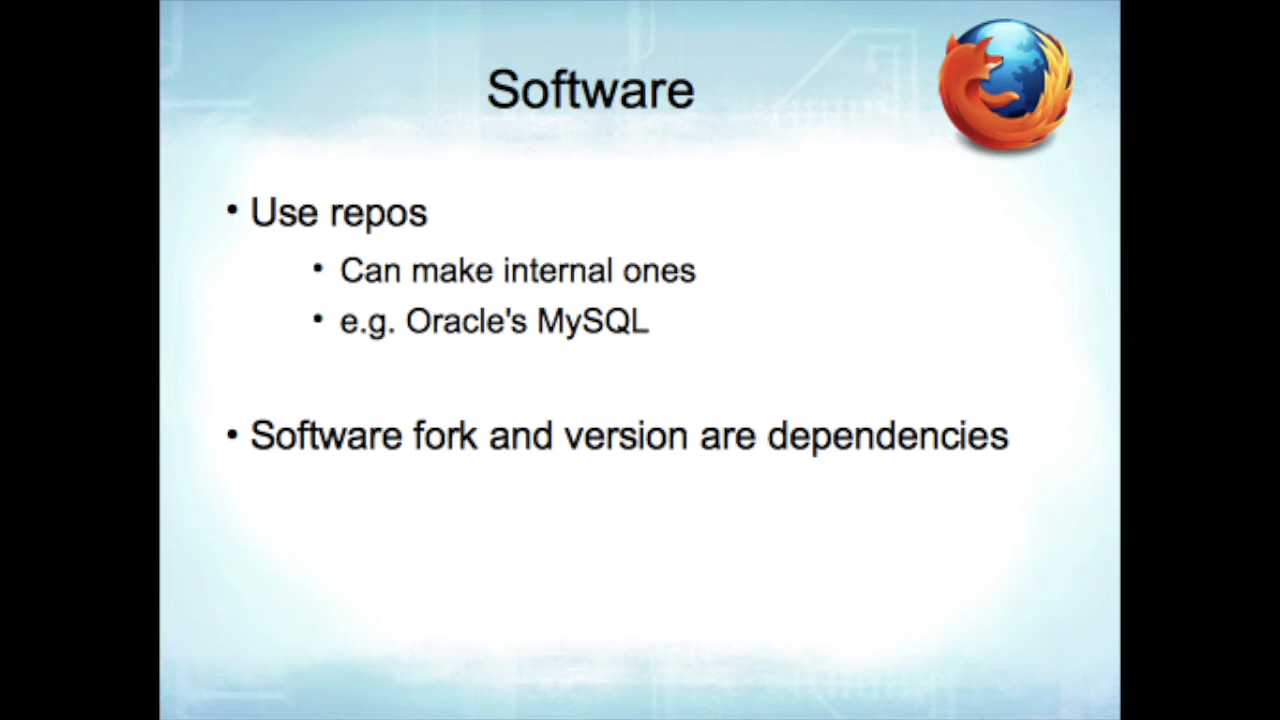 Software
• Use repos
• Can make internal ones
• e.g. Oracle's MySQL
• Software fork and version are dependencies